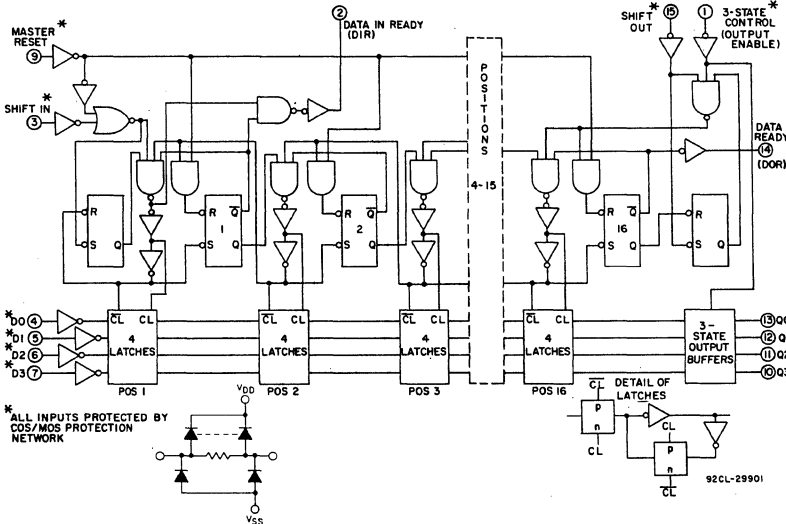 * MASTER RESET
9
* SHIFT IN
3
2
DATA IN READY (DIR)
POSITIONS 4-15
* SHIFT OUT
15
1
3-STATE * CONTROL (OUTPUT ENABLE)
DATA READY
14
(DOR)
R
S Q
R Q̅
1
S Q
R Q̅
2
S Q
R Q̅
16
S Q
R
S Q
*D0 4
*D1 5
*D2 6
*D3 7
C̅L̅ CL
4 LATCHES
POS 1
C̅L̅ CL
4 LATCHES
POS 2
C̅L̅ CL
4 LATCHES
POS 3
C̅L̅ CL
4 LATCHES
POS 16
3-STATE OUTPUT BUFFERS
13
12
11 Q2
10 Q3
* ALL INPUTS PROTECTED BY COS/MOS PROTECTION NETWORK
VDD
VSS
DETAIL OF LATCHES
C̅L̅
p
n
CL
CL
p
n
C̅L̅
92CL-29901